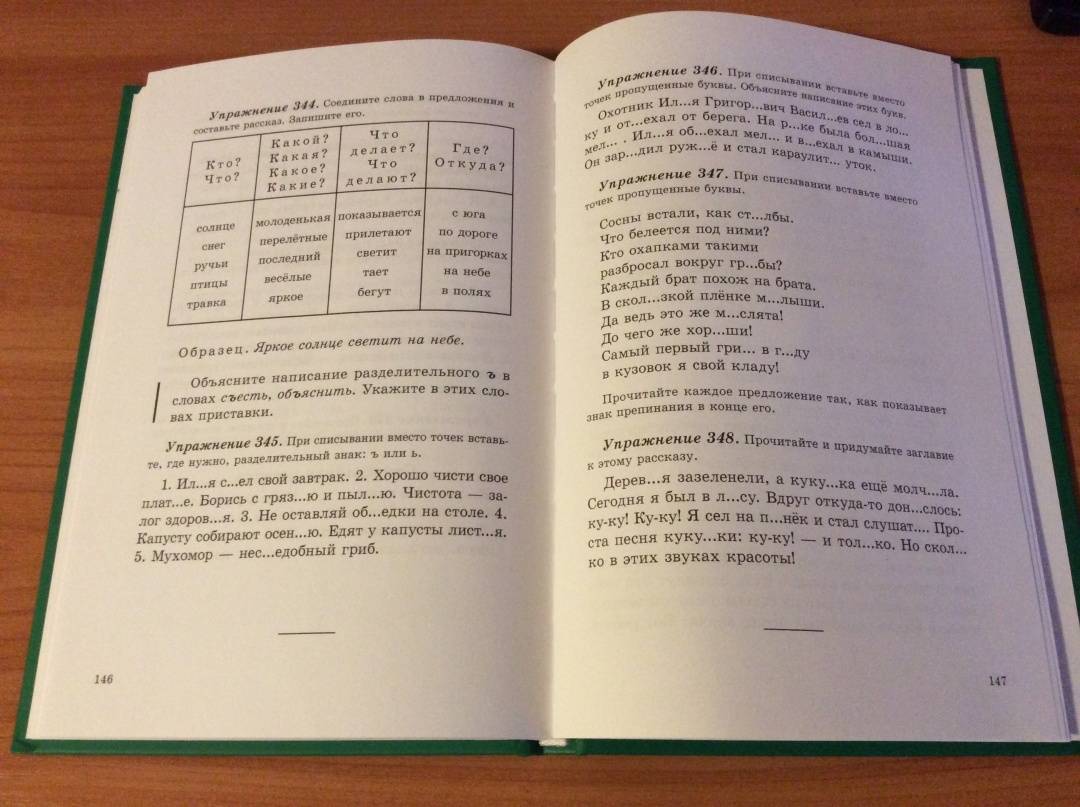 Упражнение 344. Соедините слова в предложения и
составьте рассказ. Запишите его.
Кто?
Что?
Какой?
Какая?
Какое?
Какие?
Что
делает?
Что
делают?
Где?
Откуда?
солнце
снег
ручьи
птицы
травка
молоденькая
перелётные
последний
весёлые
яркое
показывается
прилетают
светит
тает
бегут
с юга
по дороге
на пригорках
на небе
в полях
Образец. Яркое солнце светит на небе.
Объясните написание разделительного ъ в
словах съесть, объяснить. Укажите в этих сло-
вах приставки.
Упражнение 345. При списывании вместо точек вставь-
те, где нужно, разделительный знак: ъ или ь.
1. Ил...я с...ел свой завтрак. 2. Хорошо чисти свое
плат...е. Борись с гряз...ю и пыл...ю. Чистота — за-
лог здоров...я. 3. Не оставляй об...едки на столе. 4.
Капусту собирают осен...ю. Едят у капусты лист...я.
5. Мухомор — нес...едобный гриб.
146
Упражнение 346. При списывании вставьте вместо
точек пропущенные буквы. Объясните написание этих букв.
Охотник Ил...я Григор...вич Васил...ев сел в ло...
ку и от...ехал от берега. На р...ке была бол...шая
мел... . Ил...я об...ехал мел... и в...ехал в камыши.
Он зар...дил руж...ё и стал караулит... уток.
Упражнение 347. При списывании вставьте вместо
точек пропущенные буквы.
Сосны встали, как ст...лбы.
Что белеется под ними?
Кто охапками такими
разбросал вокруг гр...бы?
Каждый брат похож на брата.
В скол...зкой плёнке м...лыши.
Да ведь это же м...слята!
До чего же хор...ши!
Самый первый гри... в г...ду
в кузовок я свой кладу!
Прочитайте каждое предложение так, как показывает
знак препинания в конце его.
Упражнение 348. Прочитайте и придумайте заглавие
к этому рассказу.
Дерев...я зазеленели, а куку...ка ещё молч...ла.
Сегодня я был в л...су. Вдруг откуда-то дон...слось:
ку-ку! Ку-ку! Я сел на п...нёк и стал слушат.... Про-
ста песня куку...ки: ку-ку! — и тол...ко. Но скол...
ко в этих звуках красоты!
147